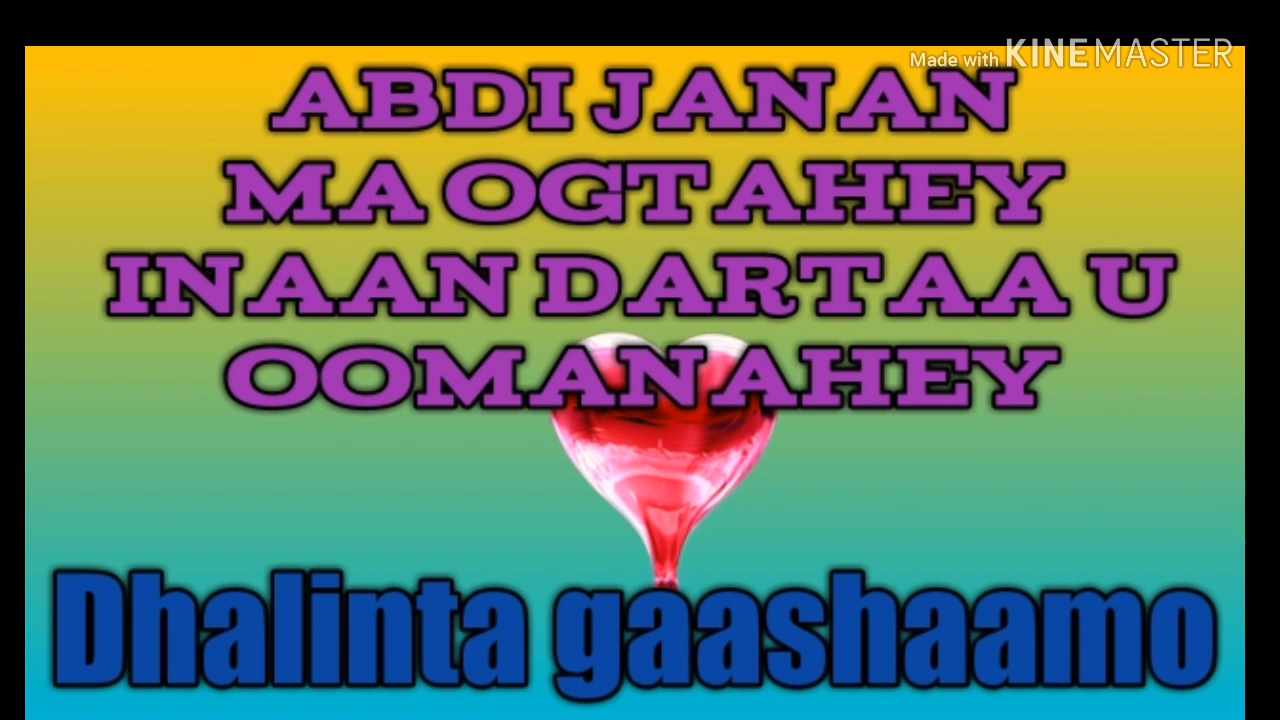 Made with KINEMASTER
ABDI JANAN
MA OGTAHEY
INAAN DARTAA U
OOMANAHEY
Dhalinta gaashaamo